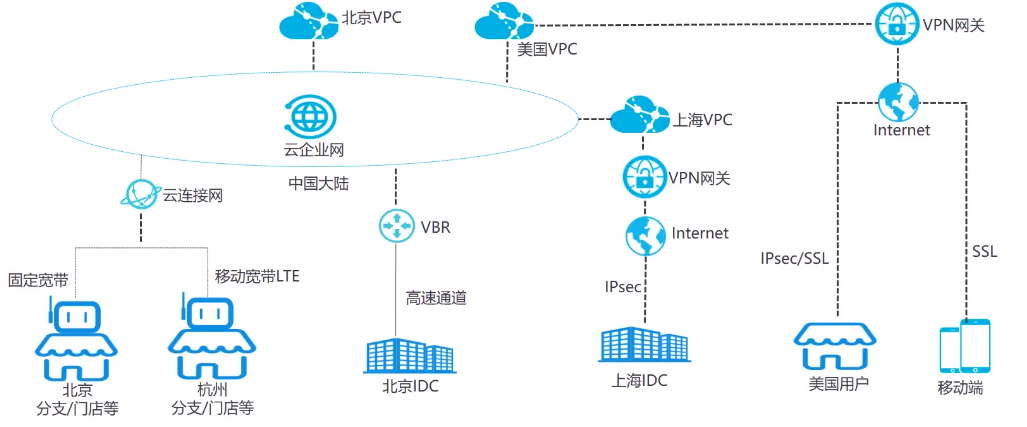 北京VPC
美国VPC
VPN网关
Internet
上海VPC
云企业网
中国大陆
VPN网关
云连接网
VBR
Internet
IPsec/SSL
SSL
固定宽带
移动宽带LTE
高速通道
IPsec
北京
分支/门店等
杭州
分支/门店等
北京IDC
上海IDC
美国用户
移动端